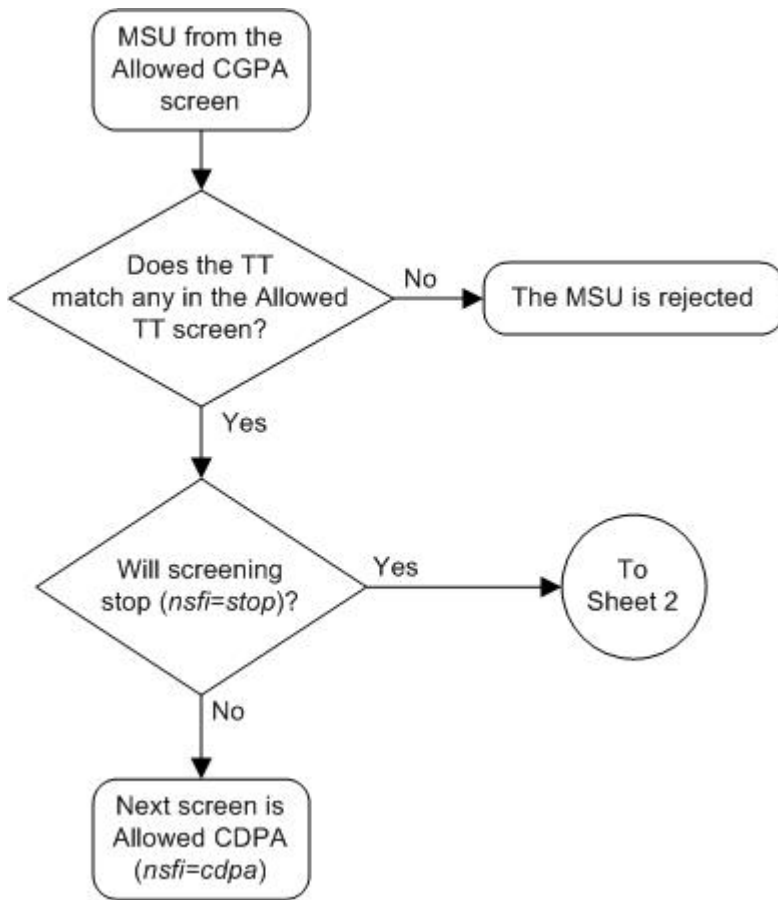 MSU from the
Allowed CGPA
screen
Does the TT
match any in the Allowed
TT screen?
No
The MSU is rejected
Yes
Will screening
stop (nsfi=stop)?
Yes
To
Sheet 2
No
Next screen is
Allowed CDPA
(nsfi=cdpa)